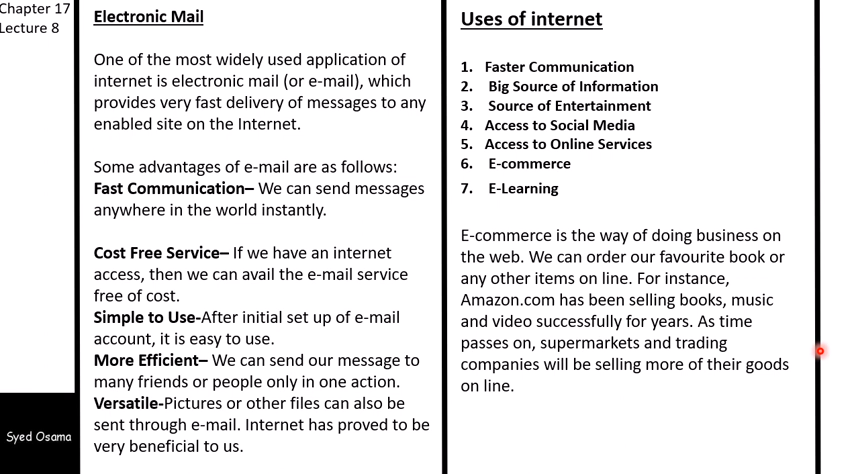 Chapter 17
Lecture 8
Electronic Mail
One of the most widely used application of
internet is electronic mail (or e-mail), which
provides very fast delivery of messages to any
enabled site on the Internet.
Some advantages of e-mail are as follows:
Fast Communication– We can send messages
anywhere in the world instantly.
Cost Free Service– If we have an internet
access, then we can avail the e-mail service
free of cost.
Simple to Use-After initial set up of e-mail
account, it is easy to use.
More Efficient– We can send our message to
many friends or people only in one action.
Versatile-Pictures or other files can also be
sent through e-mail. Internet has proved to be
very beneficial to us.
Uses of internet
1. Faster Communication
2. Big Source of Information
3. Source of Entertainment
4. Access to Social Media
5. Access to Online Services
6. E-commerce
7. E-Learning
E-commerce is the way of doing business on
the web. We can order our favourite book or
any other items on line. For instance,
Amazon.com has been selling books, music
and video successfully for years. As time
passes on, supermarkets and trading
companies will be selling more of their goods
on line.
Syed Osama